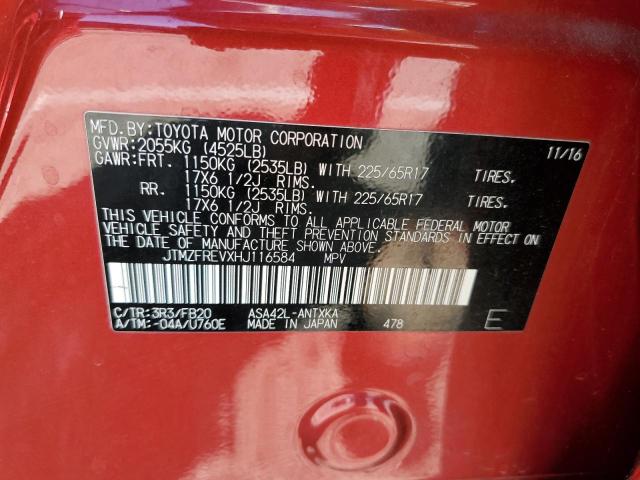 MFD.BY:TOYOTA MOTOR CORPORATION 11/16
GVWR:2055KG (4525LB)
GAWR:FRT. 1150KG (2535LB) WITH 225/65R17 TIRES.
17X6 1/2J RIMS.
RR. 1150KG (2535LB) WITH 225/65R17 TIRES.
17X6 1/2J RIMS.
THIS VEHICLE CONFORMS TO ALL APPLICABLE FEDERAL MOTOR
VEHICLE SAFETY AND THEFT PREVENTION STANDARDS IN EFFECT ON
THE DATE OF MANUFACTURE SHOWN ABOVE.
JTMZFREVXHJ116584 MPV
C/TR:3R3/FB20 ASA42L-ANTXKA
A/TM:-04A/U760E MADE IN JAPAN 478 E